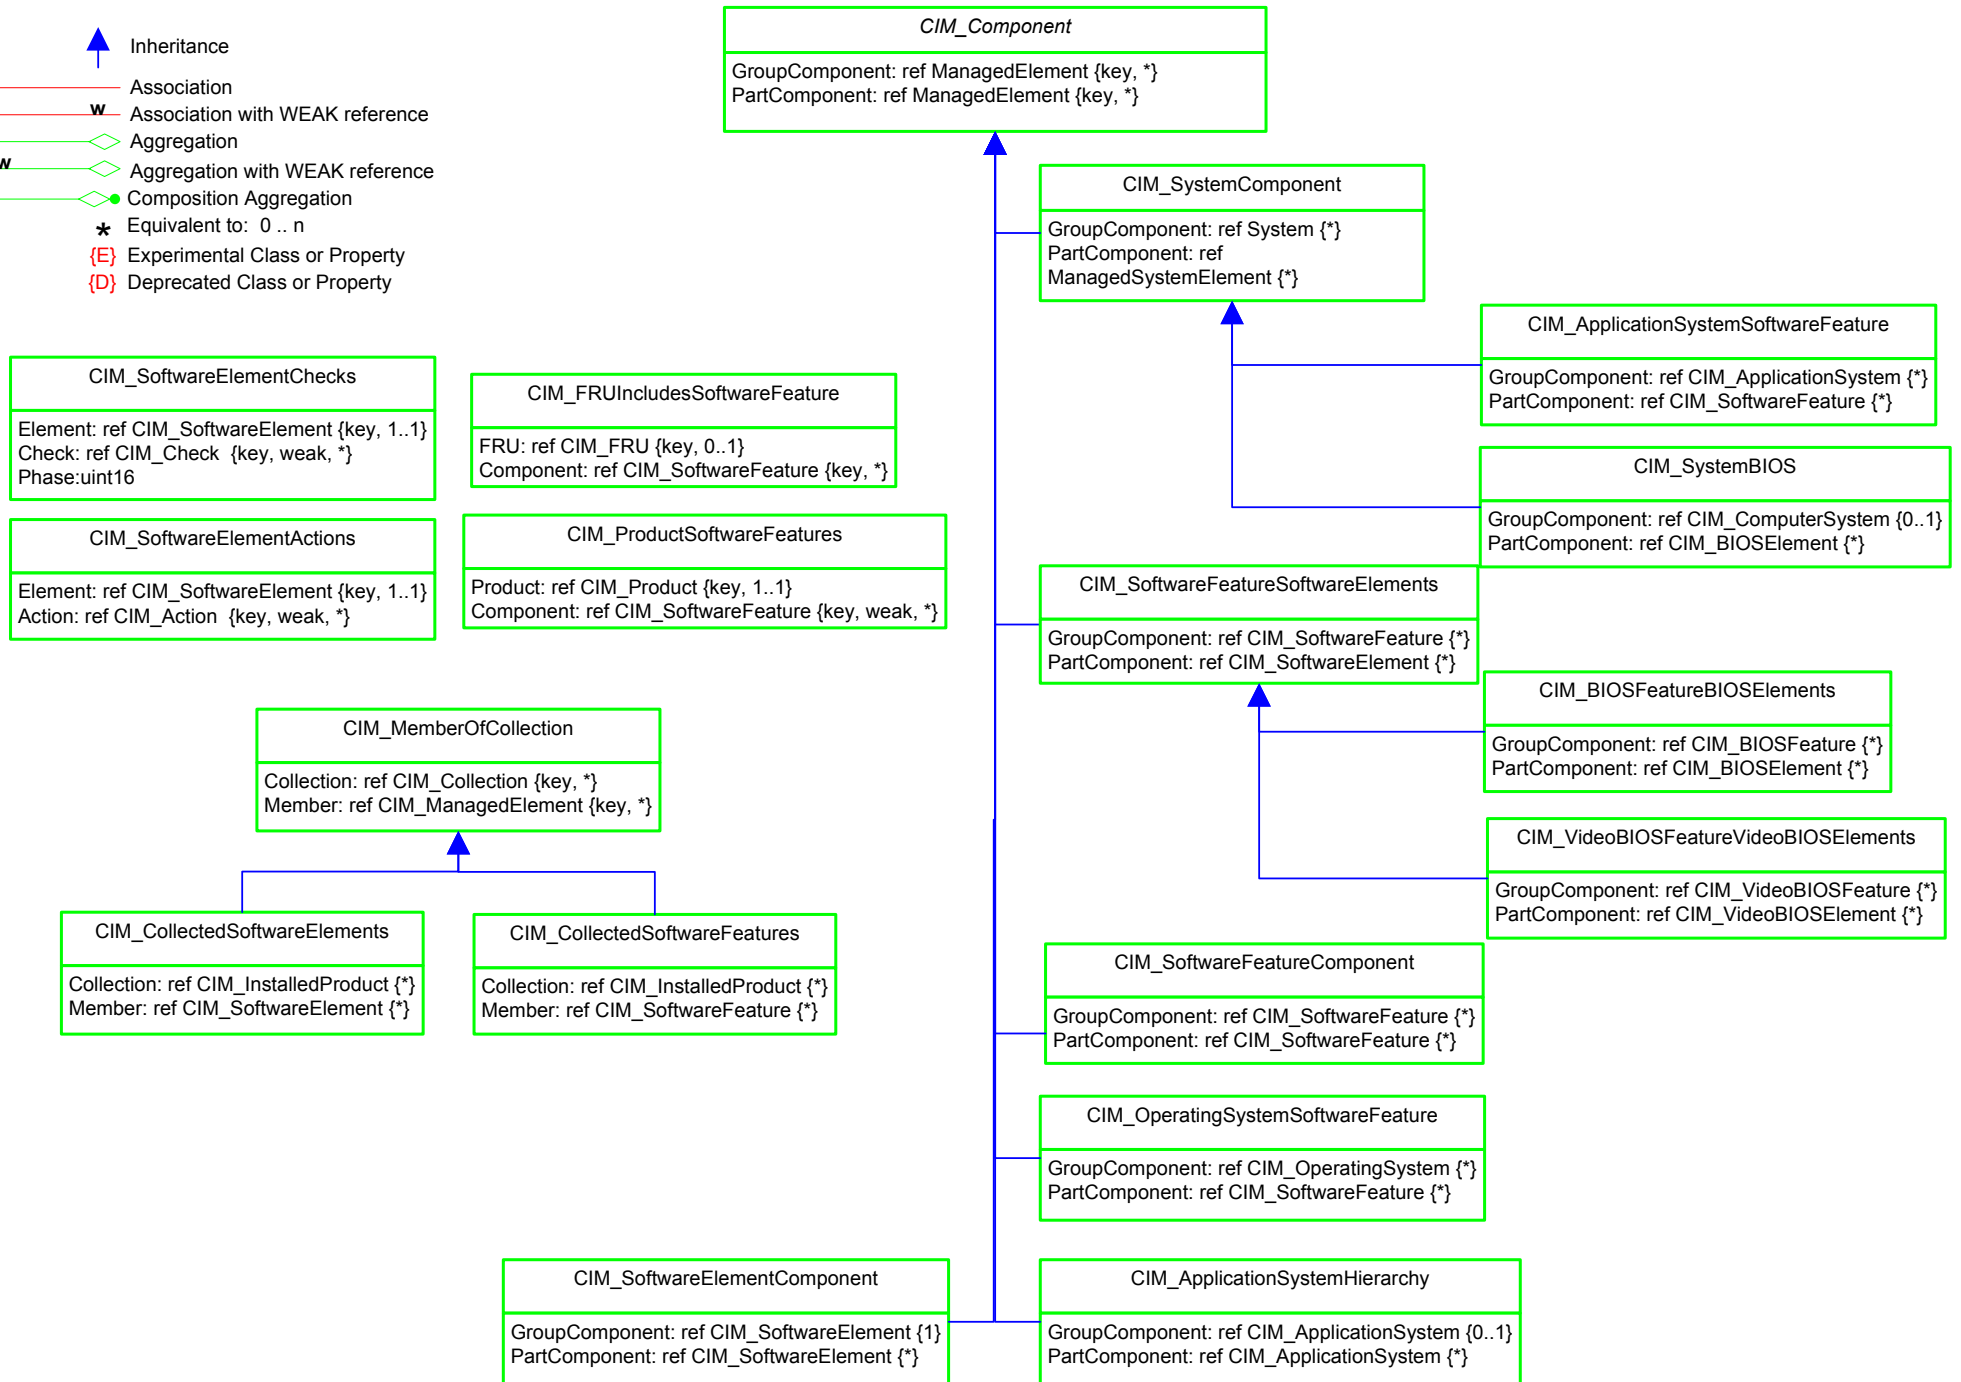 Inheritance
Association
w Association with WEAK reference
Aggregation
w Aggregation with WEAK reference
Composition Aggregation
* Equivalent to: 0 .. n
{E} Experimental Class or Property
{D} Deprecated Class or Property
CIM_Component
GroupComponent: ref ManagedElement {key, *}
PartComponent: ref ManagedElement {key, *}
CIM_SystemComponent
GroupComponent: ref System {*}
PartComponent: ref
ManagedSystemElement {*}
CIM_ApplicationSystemSoftwareFeature
GroupComponent: ref CIM_ApplicationSystem {*}
PartComponent: ref CIM_SoftwareFeature {*}
CIM_SoftwareElementChecks
Element: ref CIM_SoftwareElement {key, 1..1}
Check: ref CIM_Check {key, weak, *}
Phase:uint16
CIM_FRUIncludesSoftwareFeature
FRU: ref CIM_FRU {key, 0..1}
Component: ref CIM_SoftwareFeature {key, *}
CIM_SystemBIOS
GroupComponent: ref CIM_ComputerSystem {0..1}
PartComponent: ref CIM_BIOSElement {*}
CIM_SoftwareElementActions
Element: ref CIM_SoftwareElement {key, 1..1}
Action: ref CIM_Action {key, weak, *}
CIM_ProductSoftwareFeatures
Product: ref CIM_Product {key, 1..1}
Component: ref CIM_SoftwareFeature {key, weak, *}
CIM_SoftwareFeatureSoftwareElements
GroupComponent: ref CIM_SoftwareFeature {*}
PartComponent: ref CIM_SoftwareElement {*}
CIM_BIOSFeatureBIOSElements
GroupComponent: ref CIM_BIOSFeature {*}
PartComponent: ref CIM_BIOSElement {*}
CIM_MemberOfCollection
Collection: ref CIM_Collection {key, *}
Member: ref CIM_ManagedElement {key, *}
CIM_VideoBIOSFeatureVideoBIOSElements
GroupComponent: ref CIM_VideoBIOSFeature {*}
PartComponent: ref CIM_VideoBIOSElement {*}
CIM_CollectedSoftwareElements
Collection: ref CIM_InstalledProduct {*}
Member: ref CIM_SoftwareElement {*}
CIM_CollectedSoftwareFeatures
Collection: ref CIM_InstalledProduct {*}
Member: ref CIM_SoftwareFeature {*}
CIM_SoftwareFeatureComponent
GroupComponent: ref CIM_SoftwareFeature {*}
PartComponent: ref CIM_SoftwareFeature {*}
CIM_OperatingSystemSoftwareFeature
GroupComponent: ref CIM_OperatingSystem {*}
PartComponent: ref CIM_SoftwareFeature {*}
CIM_SoftwareElementComponent
GroupComponent: ref CIM_SoftwareElement {1}
PartComponent: ref CIM_SoftwareElement {*}
CIM_ApplicationSystemHierarchy
GroupComponent: ref CIM_ApplicationSystem {0..1}
PartComponent: ref CIM_ApplicationSystem {*}